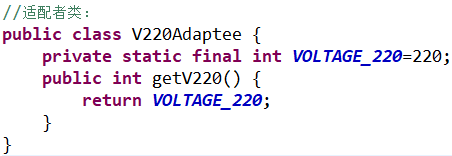 //适配者类：
public class V220Adaptee {
    private static final int VOLTAGE_220=220;
    public int getV220() {
        return VOLTAGE_220;
    }
}